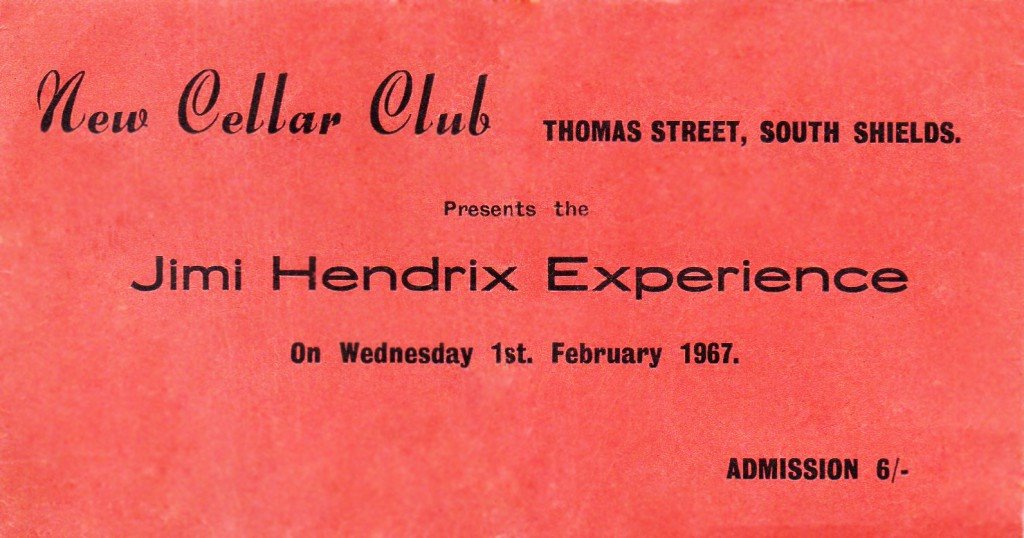 New Cellar Club THOMAS STREET, SOUTH SHIELDS.
Presents the
Jimi Hendrix Experience
On Wednesday 1st. February 1967.
ADMISSION 6/-